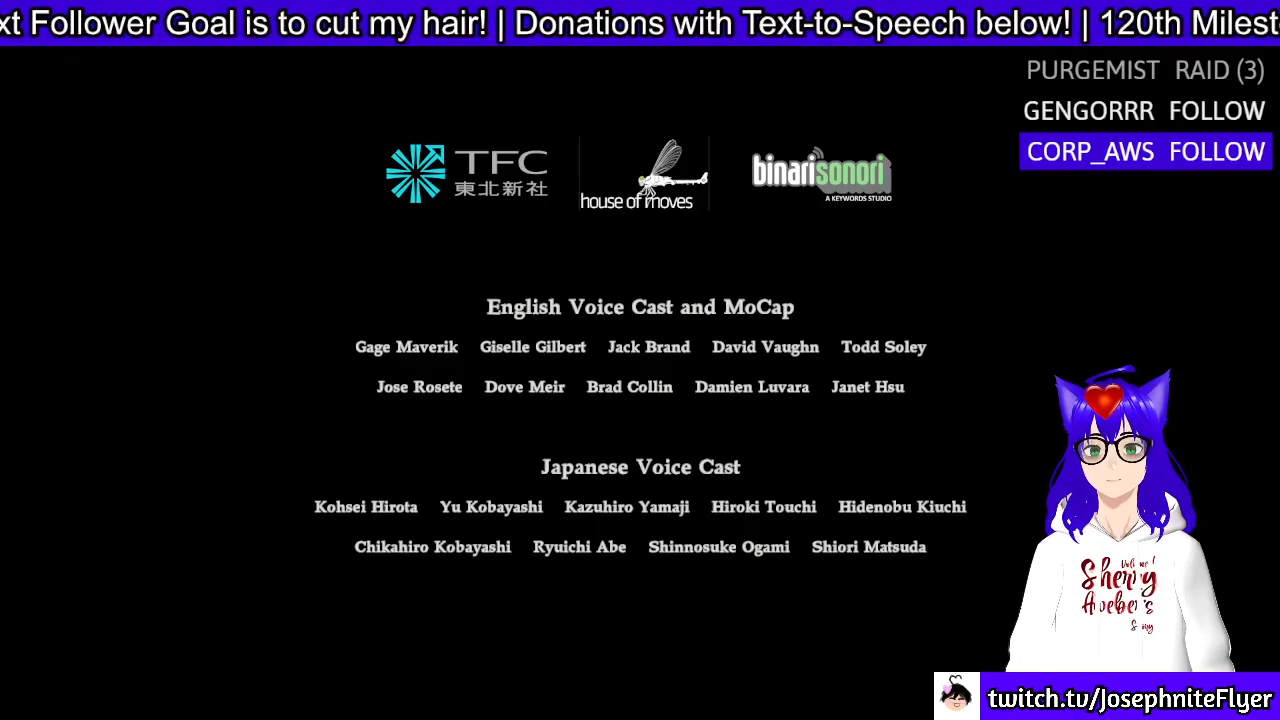 xt Follower Goal is to cut my hair! | Donations with Text-to-Speech below! | 120th Milest
PURGEMIST RAID (3)
GENGORRR FOLLOW
CORP_AWS FOLLOW
TFC
東北新社
house of moves
binarisonori
A KEYWORDS STUDIO
English Voice Cast and MoCap
Gage Maverik Giselle Gilbert Jack Brand David Vaughn Todd Soley
Jose Rosete Dove Meir Brad Collin Damien Luvara Janet Hsu
Japanese Voice Cast
Kohsei Hirota Yu Kobayashi Kazuhiro Yamaji Hiroki Touchi Hidenobu Kiuchi
Chikahiro Kobayashi Ryuichi Abe Shinnosuke Ogami Shiori Matsuda
Sherry
twitch.tv/JosephniteFlyer